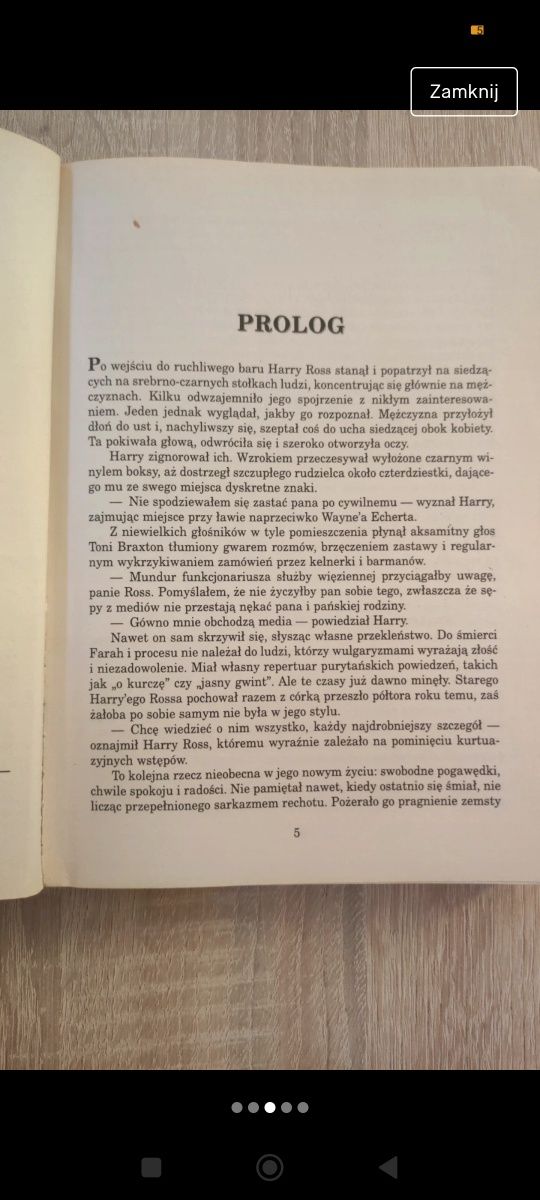 5
Zamknij
PROLOG
Po wejściu do ruchliwego baru Harry Ross stanął i popatrzył na siedzą-
cych na srebrno-czarnych stołkach ludzi, koncentrując się głównie na męż-
czyznach. Kilku odwzajemniło jego spojrzenie z nikłym zainteresowa-
niem. Jeden jednak wyglądał, jakby go rozpoznał. Mężczyzna przyłożył
dłoń do ust i, nachyliwszy się, szeptał coś do ucha siedzącej obok kobiety.
Ta pokiwała głową, odwróciła się i szeroko otworzyła oczy.
Harry zignorował ich. Wzrokiem przeczesywał wyłożone czarnym wi-
nylem boksy, aż dostrzegł szczupłego rudzielca około czterdziestki, dające-
go mu ze swego miejsca dyskretne znaki.
— Nie spodziewałem się zastać pana po cywilnemu — wyznał Harry,
zajmując miejsce przy ławie naprzeciwko Wayne'a Echerta.
Z niewielkich głośników w tyle pomieszczenia płynął aksamitny głos
Toni Braxton tłumiony gwarem rozmów, brzęczeniem zastawy i regular-
nym wykrzykiwaniem zamówień przez kelnerki i barmanów.
— Mundur funkcjonariusza służby więziennej przyciągałby uwagę,
panie Ross. Pomyślałem, że nie życzyłby pan sobie tego, zwłaszcza że sę-
py z mediów nie przestają nękać pana i pańskiej rodziny.
— Gówno mnie obchodzą media — powiedział Harry.
Nawet on sam skrzywił się, słysząc własne przekleństwo. Do śmierci
Farah i procesu nie należał do ludzi, którzy wulgaryzmami wyrażają złość
i niezadowolenie. Miał własny repertuar purytańskich powiedzeń, takich
jak „o kurczę” czy „jasny gwint”. Ale te czasy już dawno minęły. Starego
Harry'ego Rossa pochował razem z córką przeszło półtora roku temu, zaś
żałoba po sobie samym nie była w jego stylu.
— Chcę wiedzieć o nim wszystko, każdy najdrobniejszy szczegół —
oznajmił Harry Ross, któremu wyraźnie zależało na pominięciu kurtua-
zyjnych wstępów.
To kolejna rzecz nieobecna w jego nowym życiu: swobodne pogawędki,
chwile spokoju i radości. Nie pamiętał nawet, kiedy ostatnio się śmiał, nie
licząc przepełnionego sarkazmem rechotu. Pożerało go pragnienie zemsty
5